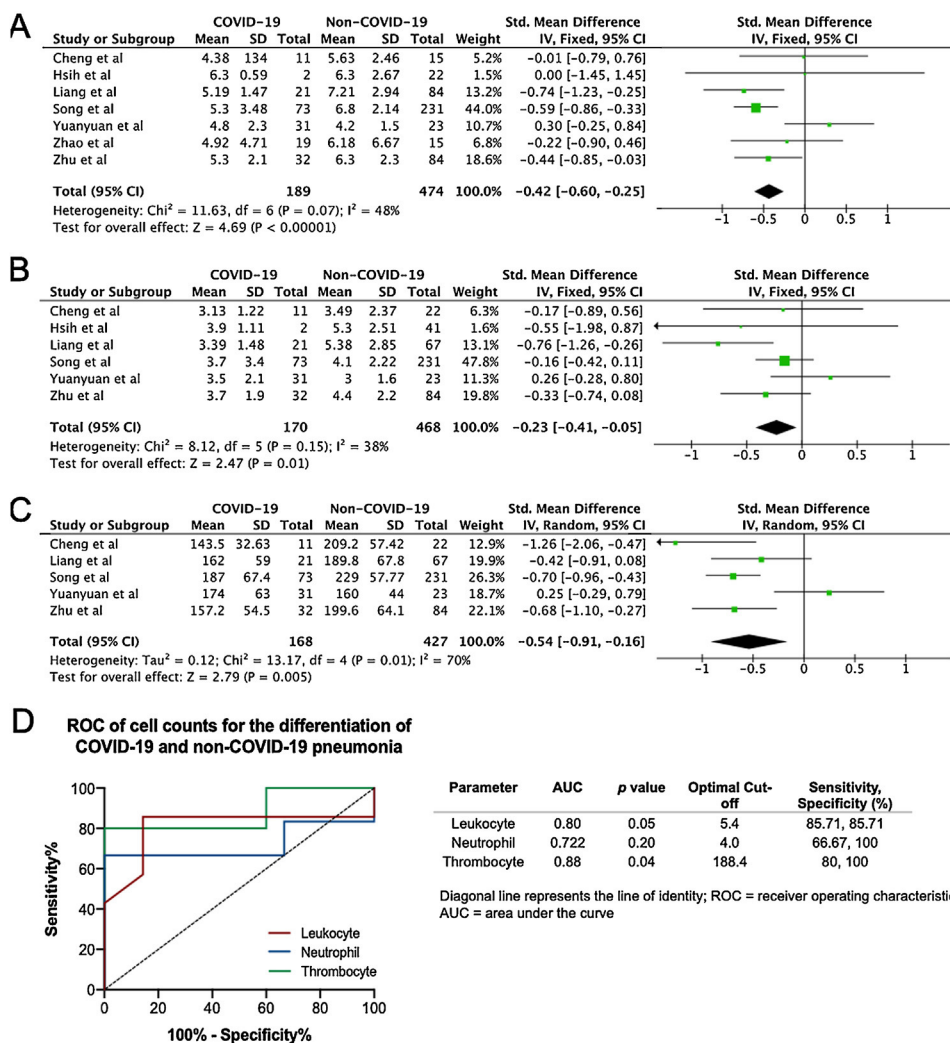 A
COVID-19 Non-COVID-19 Std. Mean Difference Std. Mean Difference
Study or Subgroup Mean SD Total Mean SD Total Weight IV, Fixed, 95% CI IV, Fixed, 95% CI
Cheng et al 4.38 134 11 5.63 2.46 15 5.2% -0.01 [-0.79, 0.76]
Hsih et al 6.3 0.59 2 6.3 2.67 22 1.5% 0.00 [-1.45, 1.45]
Liang et al 5.19 1.47 21 7.21 2.94 84 13.2% -0.74 [-1.23, -0.25]
Song et al 5.3 3.48 73 6.8 2.14 231 44.0% -0.59 [-0.86, -0.33]
Yuanyuan et al 4.8 2.3 31 4.2 1.5 23 10.7% 0.30 [-0.25, 0.84]
Zhao et al 4.92 4.71 19 6.18 6.67 15 6.8% -0.22 [-0.90, 0.46]
Zhu et al 5.3 2.1 32 6.3 2.3 84 18.6% -0.44 [-0.85, -0.03]
Total (95% CI) 189 474 100.0% -0.42 [-0.60, -0.25]
Heterogeneity: Chi² = 11.63, df = 6 (P = 0.07); I² = 48%
Test for overall effect: Z = 4.69 (P < 0.00001)
-1 -0.5 0 0.5 1
B
COVID-19 Non-COVID-19 Std. Mean Difference Std. Mean Difference
Study or Subgroup Mean SD Total Mean SD Total Weight IV, Fixed, 95% CI IV, Fixed, 95% CI
Cheng et al 3.13 1.22 11 3.49 2.37 22 6.3% -0.17 [-0.89, 0.56]
Hsih et al 3.9 1.11 2 5.3 2.51 41 1.6% -0.55 [-1.98, 0.87]
Liang et al 3.39 1.48 21 5.38 2.85 67 13.1% -0.76 [-1.26, -0.26]
Song et al 3.7 3.4 73 4.1 2.22 231 47.8% -0.16 [-0.42, 0.11]
Yuanyuan et al 3.5 2.1 31 3 1.6 23 11.3% 0.26 [-0.28, 0.80]
Zhu et al 3.7 1.9 32 4.4 2.2 84 19.8% -0.33 [-0.74, 0.08]
Total (95% CI) 170 468 100.0% -0.23 [-0.41, -0.05]
Heterogeneity: Chi² = 8.12, df = 5 (P = 0.15); I² = 38%
Test for overall effect: Z = 2.47 (P = 0.01)
-1 -0.5 0 0.5 1
C
COVID-19 Non-COVID-19 Std. Mean Difference Std. Mean Difference
Study or Subgroup Mean SD Total Mean SD Total Weight IV, Random, 95% CI IV, Random, 95% CI
Cheng et al 143.5 32.63 11 209.2 57.42 22 12.9% -1.26 [-2.06, -0.47]
Liang et al 162 59 21 189.8 67.8 67 19.9% -0.42 [-0.91, 0.08]
Song et al 187 67.4 73 229 57.77 231 26.3% -0.70 [-0.96, -0.43]
Yuanyuan et al 174 63 31 160 44 23 18.7% 0.25 [-0.29, 0.79]
Zhu et al 157.2 54.5 32 199.6 64.1 84 22.1% -0.68 [-1.10, -0.27]
Total (95% CI) 168 427 100.0% -0.54 [-0.91, -0.16]
Heterogeneity: Tau² = 0.12; Chi² = 13.17, df = 4 (P = 0.01); I² = 70%
Test for overall effect: Z = 2.79 (P = 0.005)
-1 -0.5 0 0.5 1
D
ROC of cell counts for the differentiation of
COVID-19 and non-COVID-19 pneumonia
100
80
60
40
20
0
Sensitivity%
Leukocyte
Neutrophil
Thrombocyte
0 20 40 60 80 100
100% - Specificity%
Parameter AUC p value Optimal Cut-
off Sensitivity,
Specificity (%)
Leukocyte 0.80 0.05 5.4 85.71, 85.71
Neutrophil 0.722 0.20 4.0 66.67, 100
Thrombocyte 0.88 0.04 188.4 80, 100
Diagonal line represents the line of identity; ROC = receiver operating characteristic
AUC = area under the curve